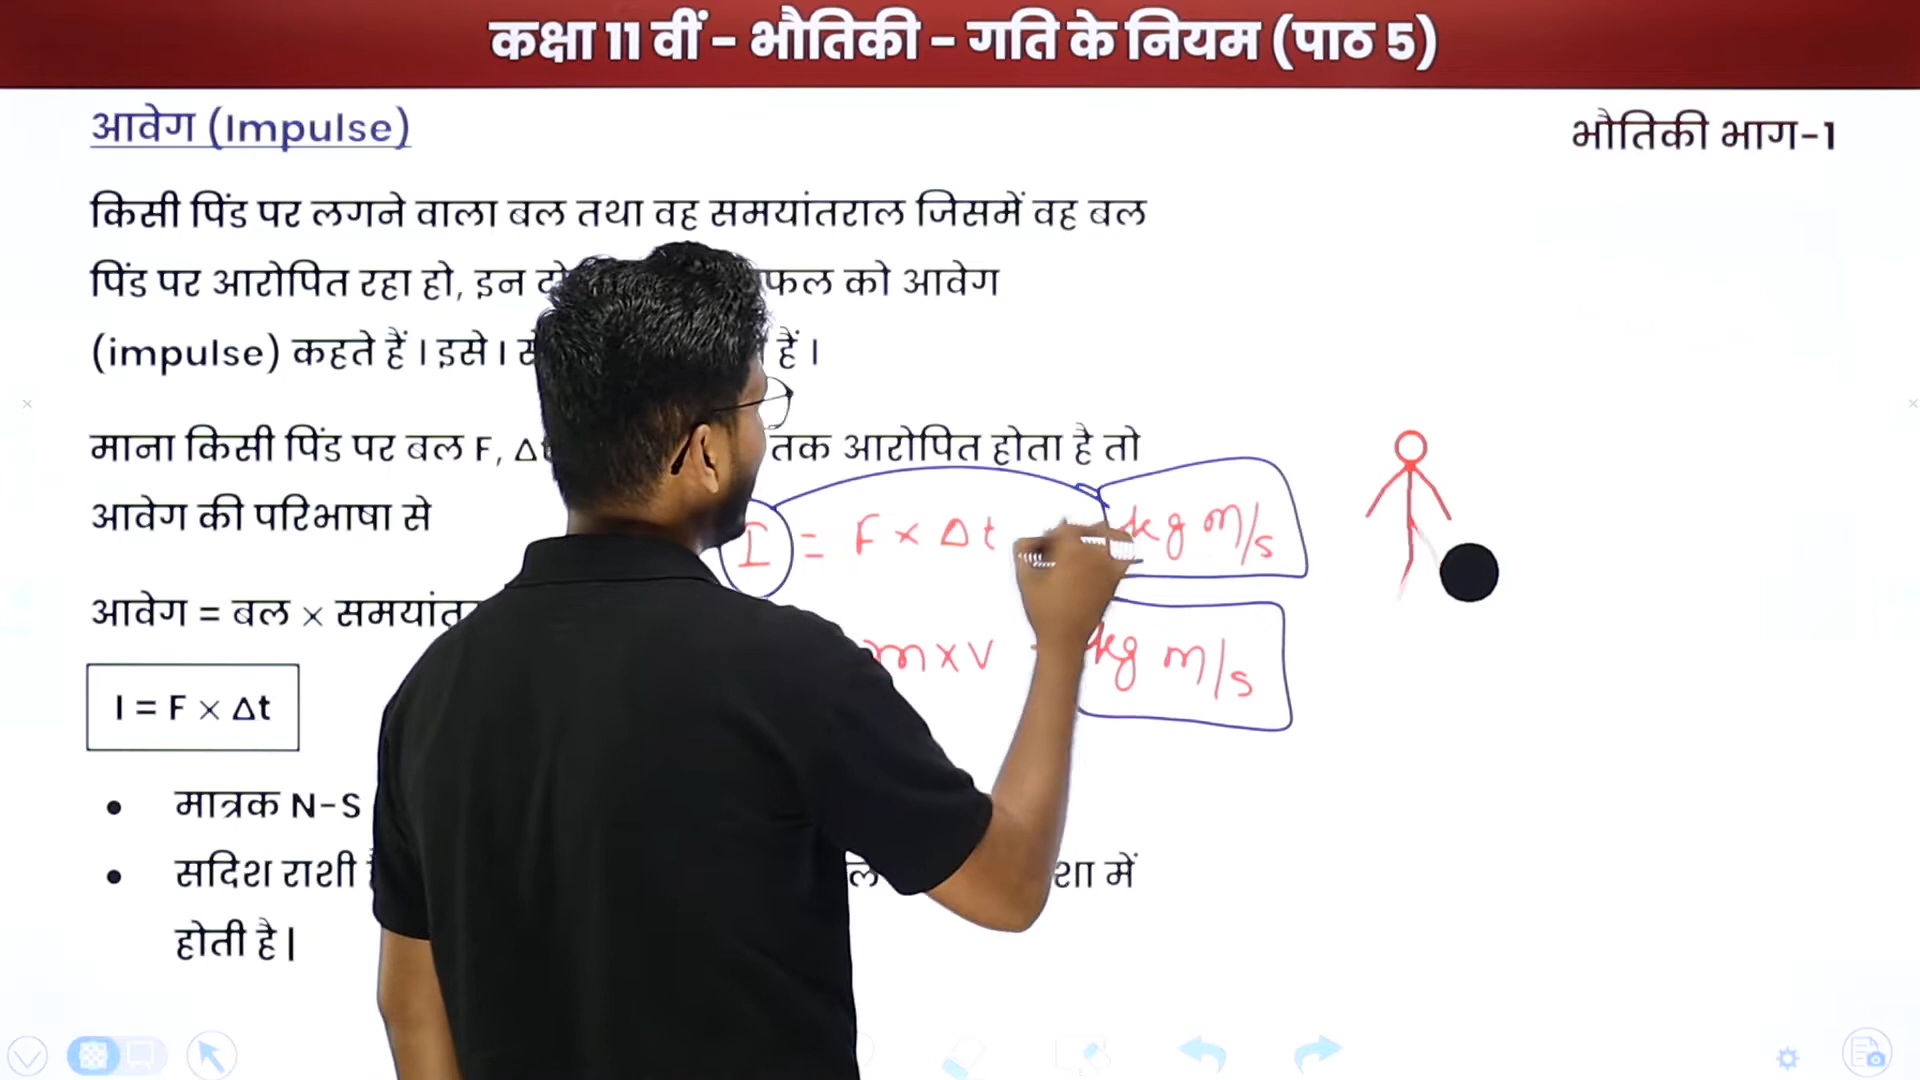 कक्षा 11 वीं - भौतिकी - गति के नियम (पाठ 5)
आवेग (Impulse)
भौतिकी भाग-1
किसी पिंड पर लगने वाला बल तथा वह समयांतराल जिसमें वह बल
पिंड पर आरोपित रहा हो, इन को आवेग
(impulse) कहते हैं । इसे I हैं ।
माना किसी पिंड पर बल F, तक आरोपित होता है तो
आवेग की परिभाषा से
I = F × Δt kg m/s
आवेग = बल ×
m×v kg m/s
I = F × Δt
• मात्रक N-S
• सदिश राशी में
होती है |